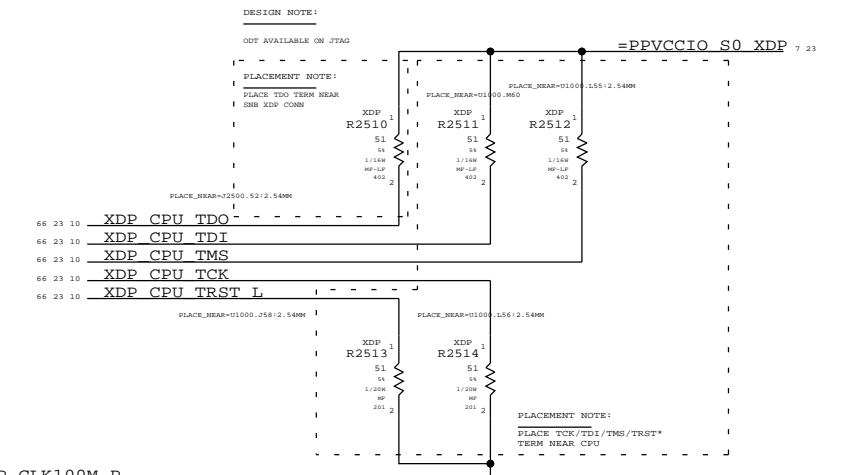 DESIGN NOTE:
ODT AVAILABLE ON JTAG
=PPVCCIO_S0_XDP 7 23
PLACEMENT NOTE:
PLACE TDO TERM NEAR
SNB XDP CONN
PLACE_NEAR=U1000.L55:2.54MM
PLACE_NEAR=U1000.M60
XDP 1
R2510
51
5%
1/16W
MF-LF
402
2
XDP 1
R2511
51
5%
1/16W
MF-LF
402
2
XDP 1
R2512
51
5%
1/16W
MF-LF
402
2
PLACE_NEAR=J2500.52:2.54MM
66 23 10 XDP_CPU_TDO
66 23 10 XDP_CPU_TDI
66 23 10 XDP_CPU_TMS
66 23 10 XDP_CPU_TCK
66 23 10 XDP_CPU_TRST_L
PLACE_NEAR=U1000.J58:2.54MM
PLACE_NEAR=U1000.L56:2.54MM
XDP 1
R2513
51
5%
1/20W
MF
201
2
XDP 1
R2514
51
5%
1/20W
MF
201
2
PLACEMENT NOTE:
PLACE TCK/TDI/TMS/TRST*
TERM NEAR CPU